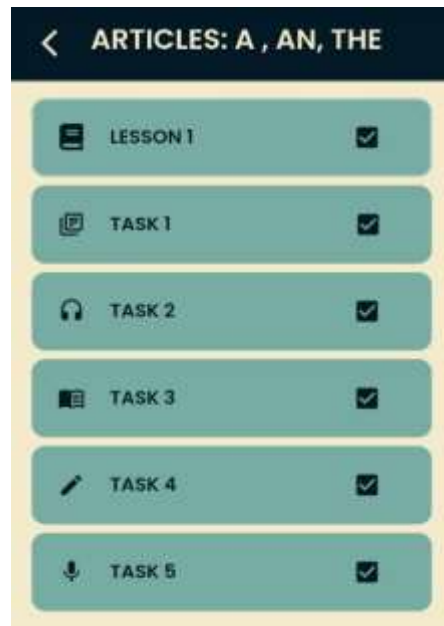 ARTICLES: A , AN, THE
LESSON 1
TASK 1
TASK 2
TASK 3
TASK 4
TASK 5